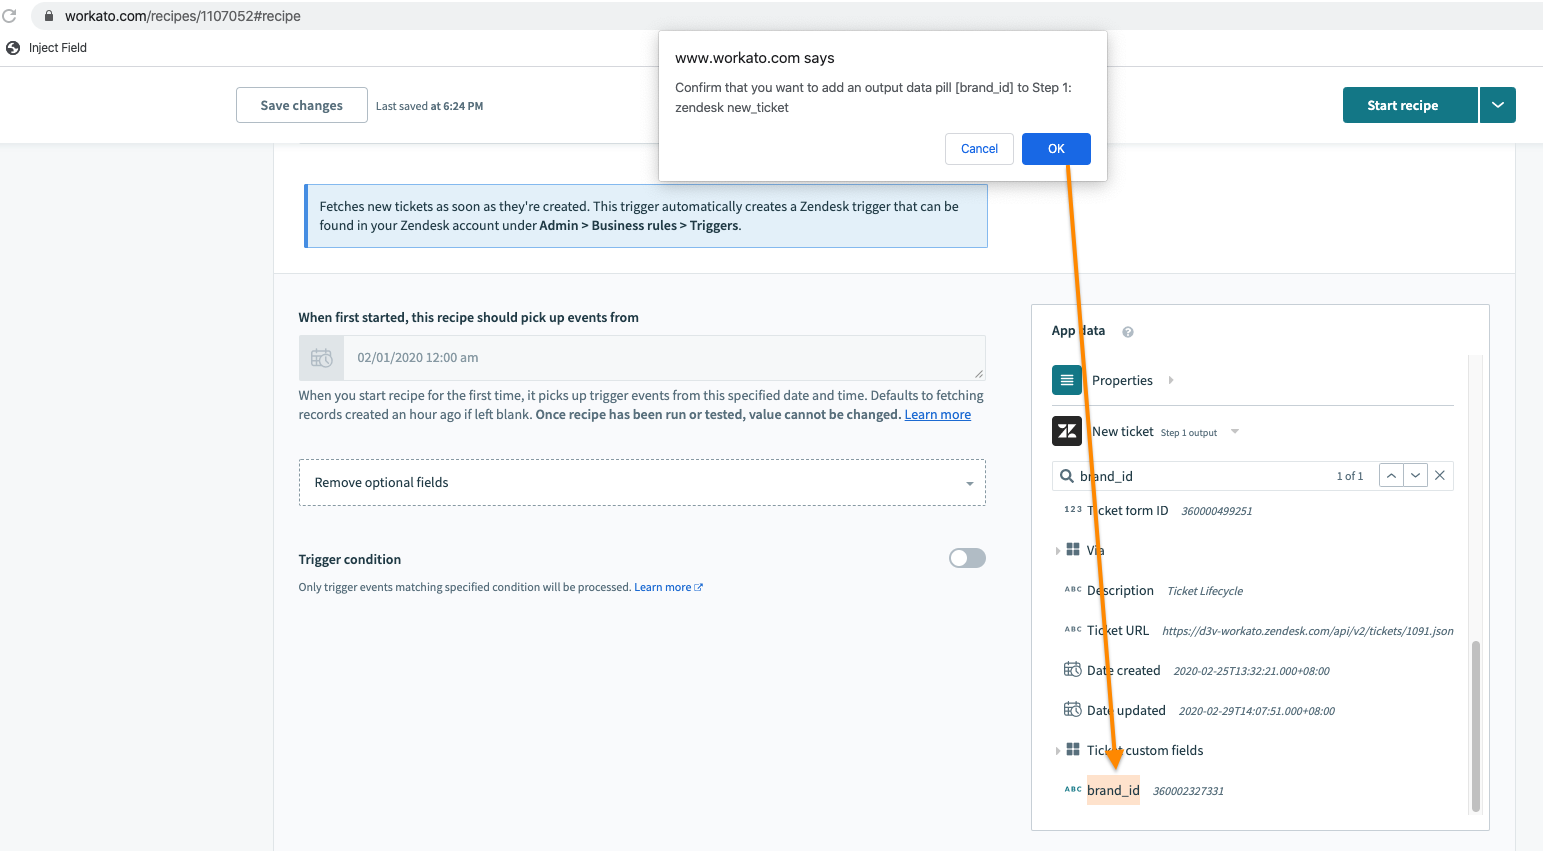 workato.com/recipes/1107052#recipe
Inject Field
www.workato.com says
Confirm that you want to add an output data pill [brand_id] to Step 1:
zendesk new_ticket
Cancel
OK
Save changes
Last saved at 6:24 PM
Start recipe
Fetches new tickets as soon as they're created. This trigger automatically creates a Zendesk trigger that can be
found in your Zendesk account under Admin > Business rules > Triggers.
When first started, this recipe should pick up events from
02/01/2020 12:00 am
When you start recipe for the first time, it picks up trigger events from this specified date and time. Defaults to fetching
records created an hour ago if left blank. Once recipe has been run or tested, value cannot be changed. Learn more
Remove optional fields
Trigger condition
Only trigger events matching specified condition will be processed. Learn more
App data
?
Properties
New ticket Step 1 output
brand_id 1 of 1
123 Ticket form ID 360000499251
Via
ABC Description Ticket Lifecycle
ABC Ticket URL https://d3v-workato.zendesk.com/api/v2/tickets/1091.json
Date created 2020-02-25T13:32:21.000+08:00
Date updated 2020-02-29T14:07:51.000+08:00
Ticket custom fields
ABC brand_id 360002327331